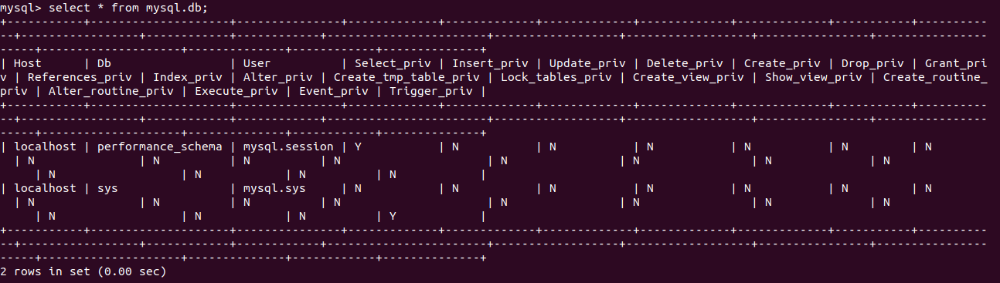 mysql> select * from mysql.db;
+-----------+---------------------+---------------+-------------+-------------+-------------+-------------+-------------+-----------+----------
--+-----------------+------------+------------+-----------------------+------------------+------------------+----------------+----------------
-----+--------------------+--------------+------------+--------------+
| Host      | Db                 | User          | Select_priv | Insert_priv | Update_priv | Delete_priv | Create_priv | Drop_priv | Grant_pri
v | References_priv | Index_priv | Alter_priv | Create_tmp_table_priv | Lock_tables_priv | Create_view_priv | Show_view_priv | Create_routine_
priv | Alter_routine_priv | Execute_priv | Event_priv | Trigger_priv |
+-----------+---------------------+---------------+-------------+-------------+-------------+-------------+-------------+-----------+----------
--+-----------------+------------+------------+-----------------------+------------------+------------------+----------------+----------------
-----+--------------------+--------------+------------+--------------+
| localhost | performance_schema | mysql.session | Y           | N           | N           | N           | N           | N         | N
  | N               | N          | N          | N                     | N                | N                | N              | N
     | N                  | N            | N          | N            |
| localhost | sys                | mysql.sys     | N           | N           | N           | N           | N           | N         | N
  | N               | N          | N          | N                     | N                | N                | N              | N
     | N                  | N            | N          | Y            |
+-----------+---------------------+---------------+-------------+-------------+-------------+-------------+-------------+-----------+----------
--+-----------------+------------+------------+-----------------------+------------------+------------------+----------------+----------------
-----+--------------------+--------------+------------+--------------+
2 rows in set (0.00 sec)